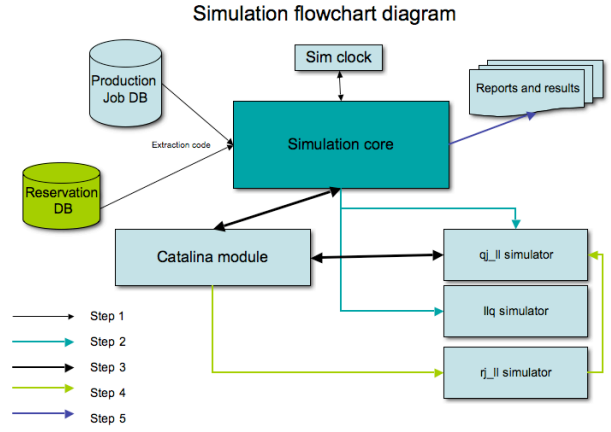 Simulation flowchart diagram
Production
Job DB
Sim clock
Reports and results
Extraction code
Simulation core
Reservation
DB
Catalina module
qj_ll simulator
llq simulator
rj_ll simulator
Step 1
Step 2
Step 3
Step 4
Step 5